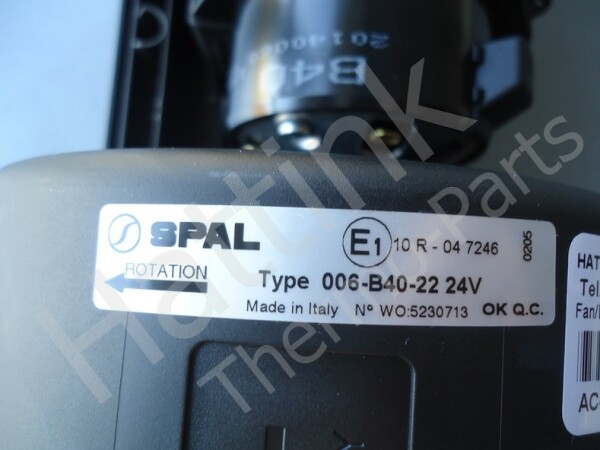 B40
SPAL
E1
10 R - 04 7246
0205
ROTATION
Type 006-B40-22 24V
Made in Italy Nº WO:5230713 OK Q.C.
HAT
Tel
Fan/
AC-
Hattink
Thermo-Parts